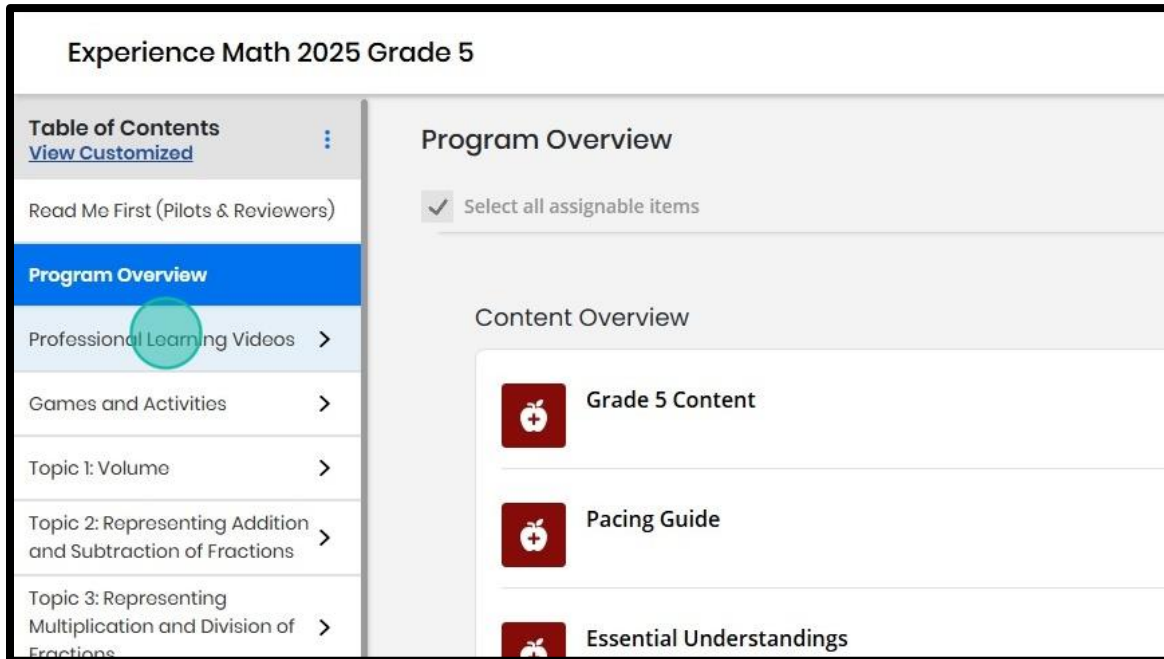 Experience Math 2025 Grade 5
Table of Contents
View Customized
Read Me First (Pilots & Reviewers)
Program Overview
Professional Learning Videos
Games and Activities
Topic 1: Volume
Topic 2: Representing Addition
and Subtraction of Fractions
Topic 3: Representing
Multiplication and Division of
Fractions
Program Overview
Select all assignable items
Content Overview
Grade 5 Content
Pacing Guide
Essential Understandings